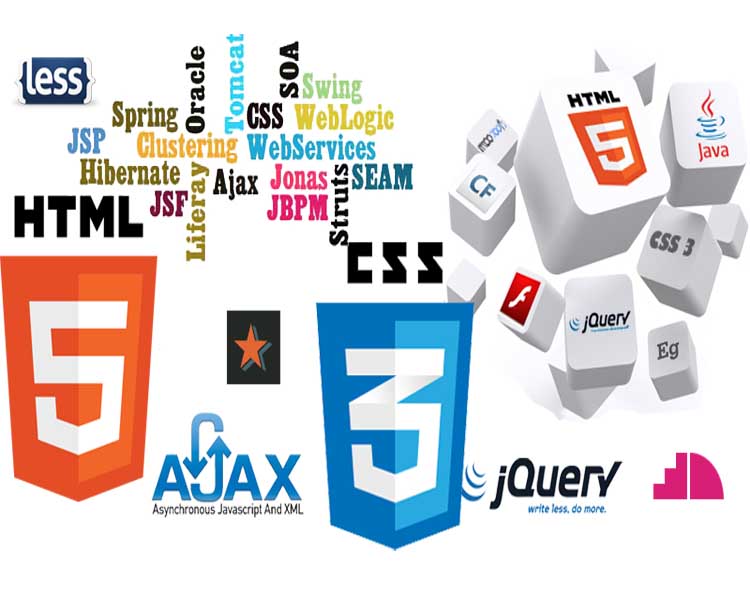 less
Oracle
Tomcat
SOA
Swing
Spring
CSS
WebLogic
JSP
Clustering
WebServices
Hibernate
Ajax
Jonas
SEAM
JSF
Liferay
JBPM
Struts
HTML
5
CSS
3
AJAX
Asynchronous Javascript And XML
jQuery
write less, do more.
HTML
5
Java
CF
CSS 3
jQuery
Eg